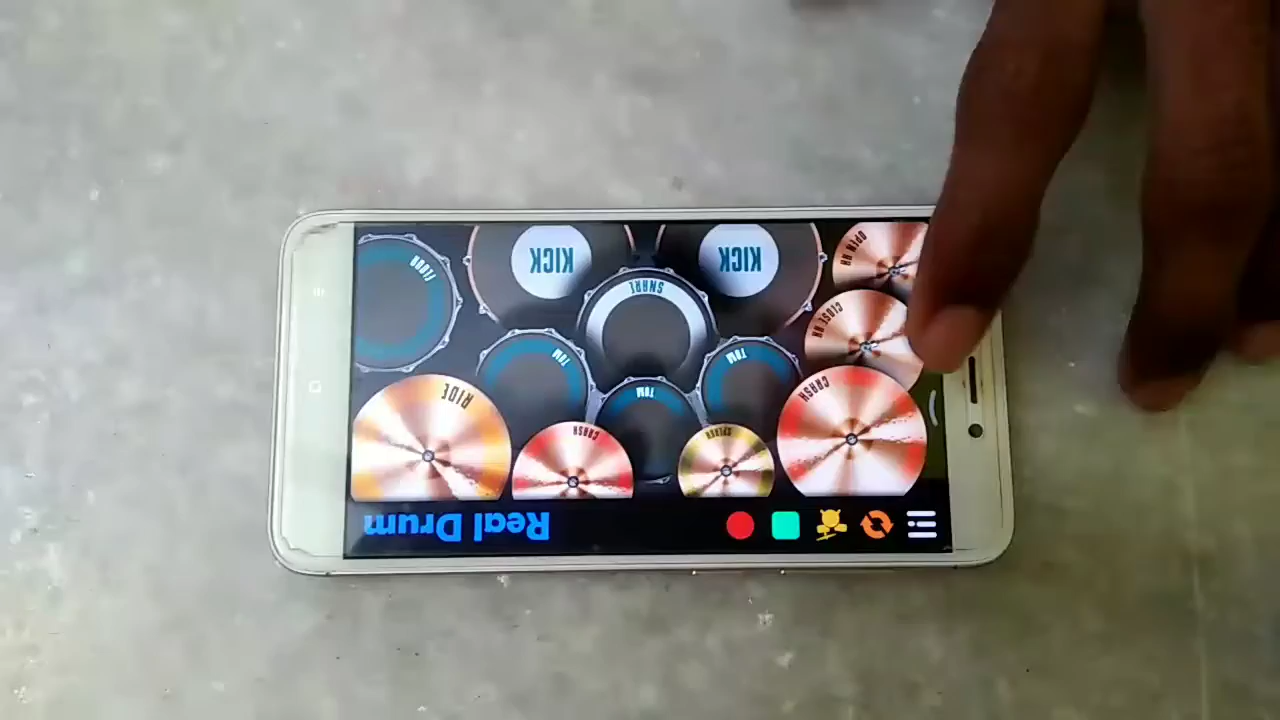 Real Drum
CRASH
SPLASH
CRASH
RIDE
TOM
TOM
TOM
CLOSE HH
SNARE
FLOOR
OPEN HH
KICK
KICK